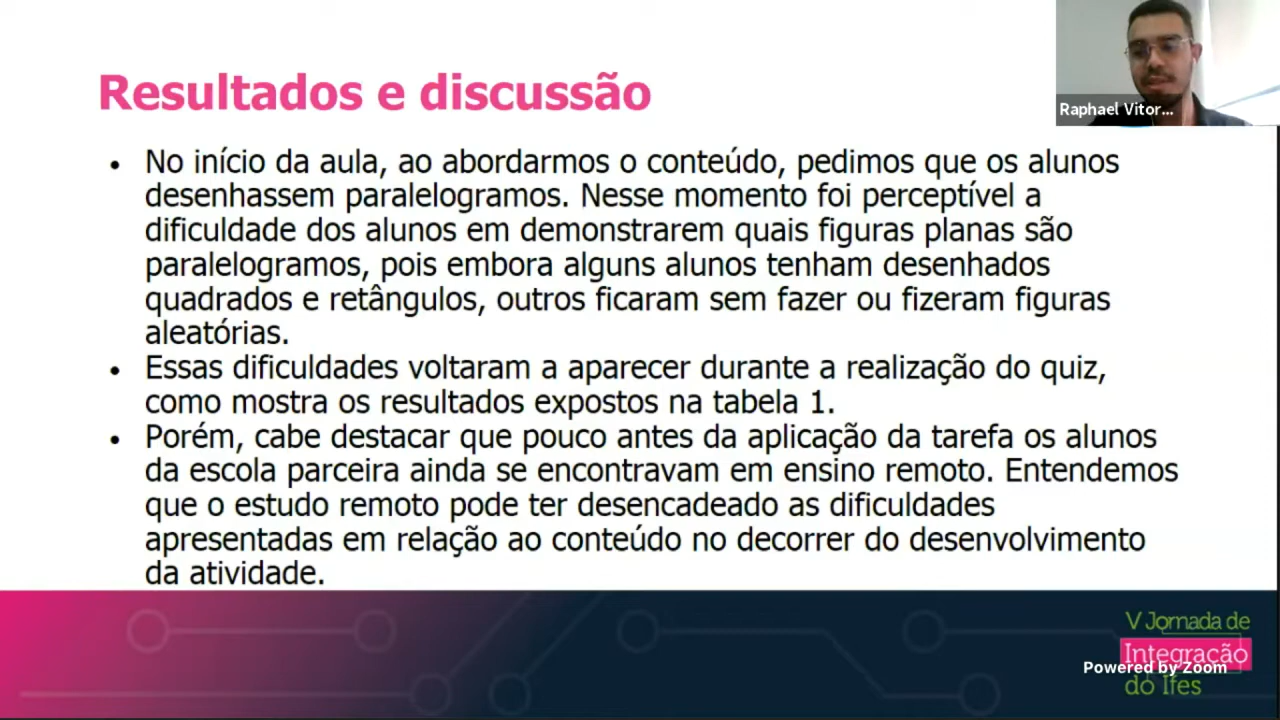 Resultados e discussão
Raphael Vitor...
• No início da aula, ao abordarmos o conteúdo, pedimos que os alunos
desenhassem paralelogramos. Nesse momento foi perceptível a
dificuldade dos alunos em demonstrarem quais figuras planas são
paralelogramos, pois embora alguns alunos tenham desenhados
quadrados e retângulos, outros ficaram sem fazer ou fizeram figuras
aleatórias.
• Essas dificuldades voltaram a aparecer durante a realização do quiz,
como mostra os resultados expostos na tabela 1.
• Porém, cabe destacar que pouco antes da aplicação da tarefa os alunos
da escola parceira ainda se encontravam em ensino remoto. Entendemos
que o estudo remoto pode ter desencadeado as dificuldades
apresentadas em relação ao conteúdo no decorrer do desenvolvimento
da atividade.
V Jornada de
Integração
Powered by Zoom
do Ifes